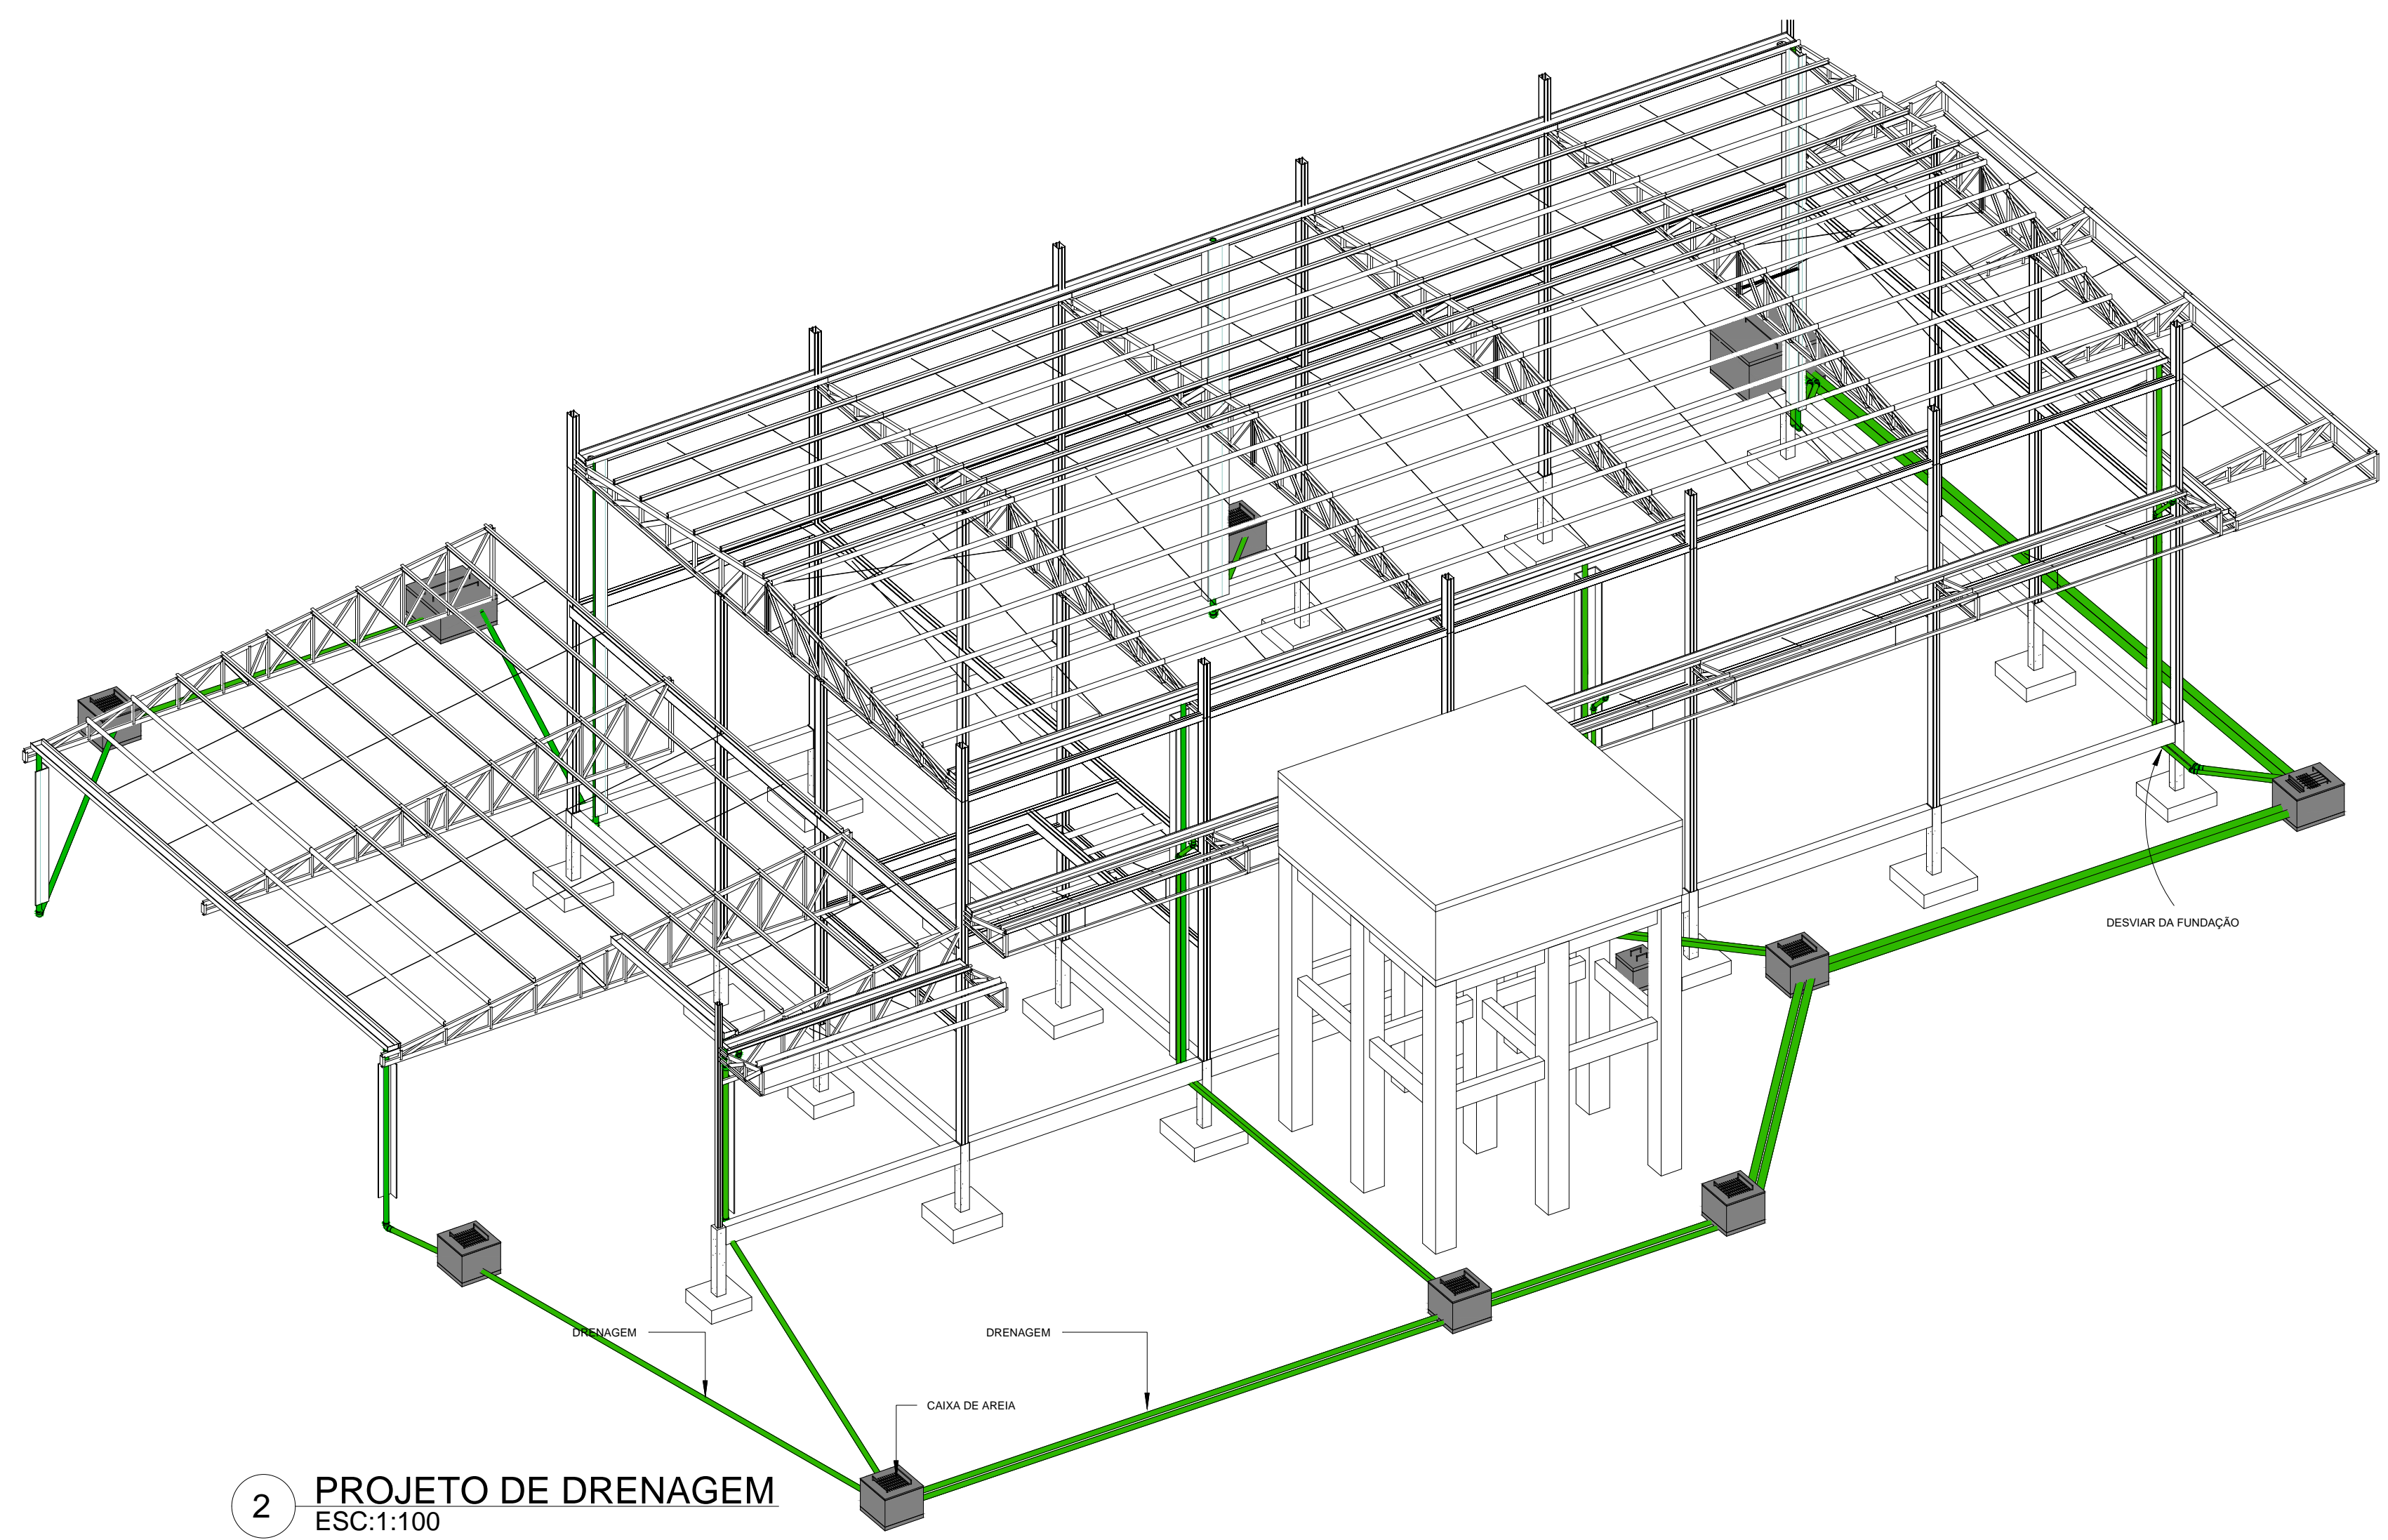 DESVIAR DA FUNDAÇÃO
DRENAGEM
DRENAGEM
CAIXA DE AREIA
2
PROJETO DE DRENAGEM
ESC:1:100